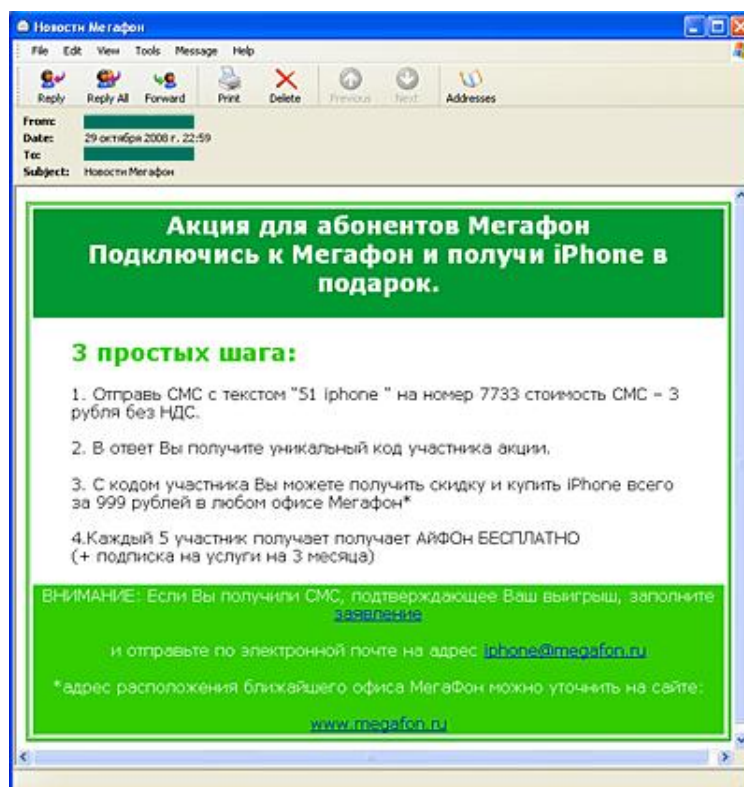 Новости Мегафон
File Edit View Tools Message Help
Reply Reply All Forward Print Delete Previous Next Addresses
From:
Date: 29 октября 2008 г. 22:59
To:
Subject: Новости Мегафон
Акция для абонентов Мегафон
Подключись к Мегафон и получи iPhone в
подарок.
3 простых шага:
1. Отправь СМС с текстом "51 iphone " на номер 7733 стоимость СМС – 3
рубля без НДС.
2. В ответ Вы получите уникальный код участника акции.
3. С кодом участника Вы можете получить скидку и купить iPhone всего
за 999 рублей в любом офисе Мегафон*
4.Каждый 5 участник получает получает АйФОн БЕСПЛАТНО
(+ подписка на услуги на 3 месяца)
ВНИМАНИЕ: Если Вы получили СМС, подтверждающее Ваш выигрыш, заполните
заявление
и отправьте по электронной почте на адрес iphone@megafon.ru
*адрес расположения ближайшего офиса МегаФон можно уточнить на сайте:
www.megafon.ru